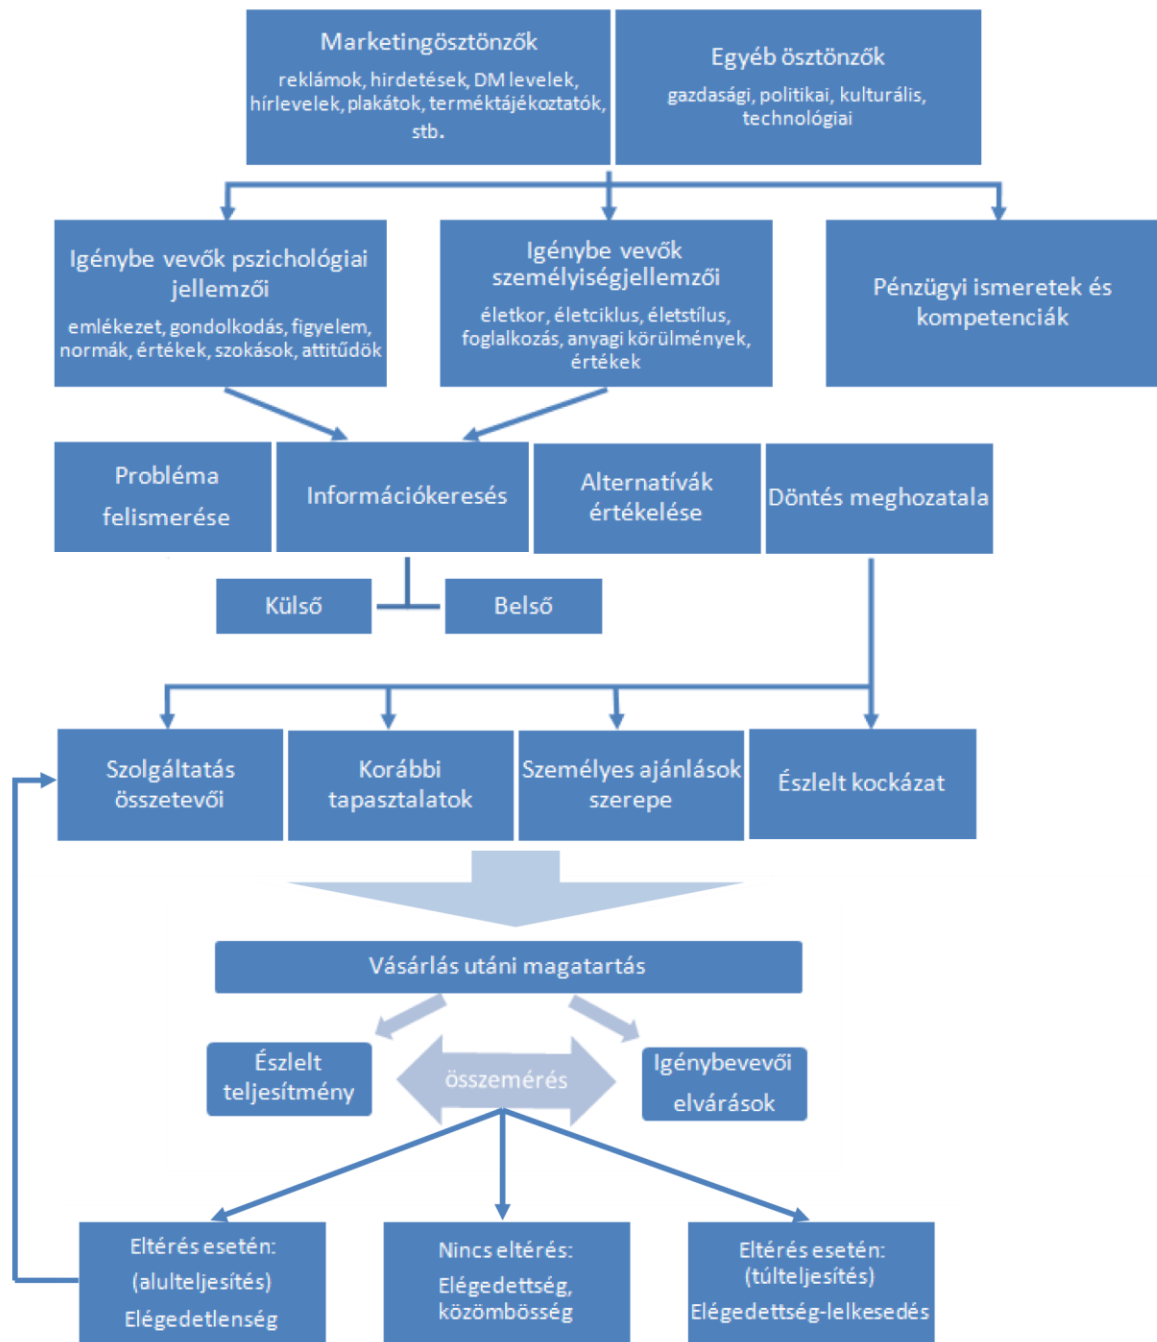 Marketingösztönzők
reklámok, hirdetések, DM levelek,
hírlevelek, plakátok, terméktájékoztatók,
stb.
Egyéb ösztönzők
gazdasági, politikai, kulturális,
technológiai
Igénybe vevők pszichológiai
jellemzői
emlékezet, gondolkodás, figyelem,
normák, értékek, szokások, attitűdök
Igénybe vevők
személyiségjellemzői
életkor, életciklus, életstílus,
foglalkozás, anyagi körülmények,
értékek
Pénzügyi ismeretek és
kompetenciák
Probléma
felismerése
Információkeresés
Alternatívák
értékelése
Döntés meghozatala
Külső
Belső
Szolgáltatás
összetevői
Korábbi
tapasztalatok
Személyes ajánlások
szerepe
Észlelt kockázat
Vásárlás utáni magatartás
Észlelt
teljesítmény
összemérés
Igénybevevői
elvárások
Eltérés esetén:
(alulteljesítés)
Elégedetlenség
Nincs eltérés:
Elégedettség,
közömbösség
Eltérés esetén:
(túlteljesítés)
Elégedettség-lelkesedés